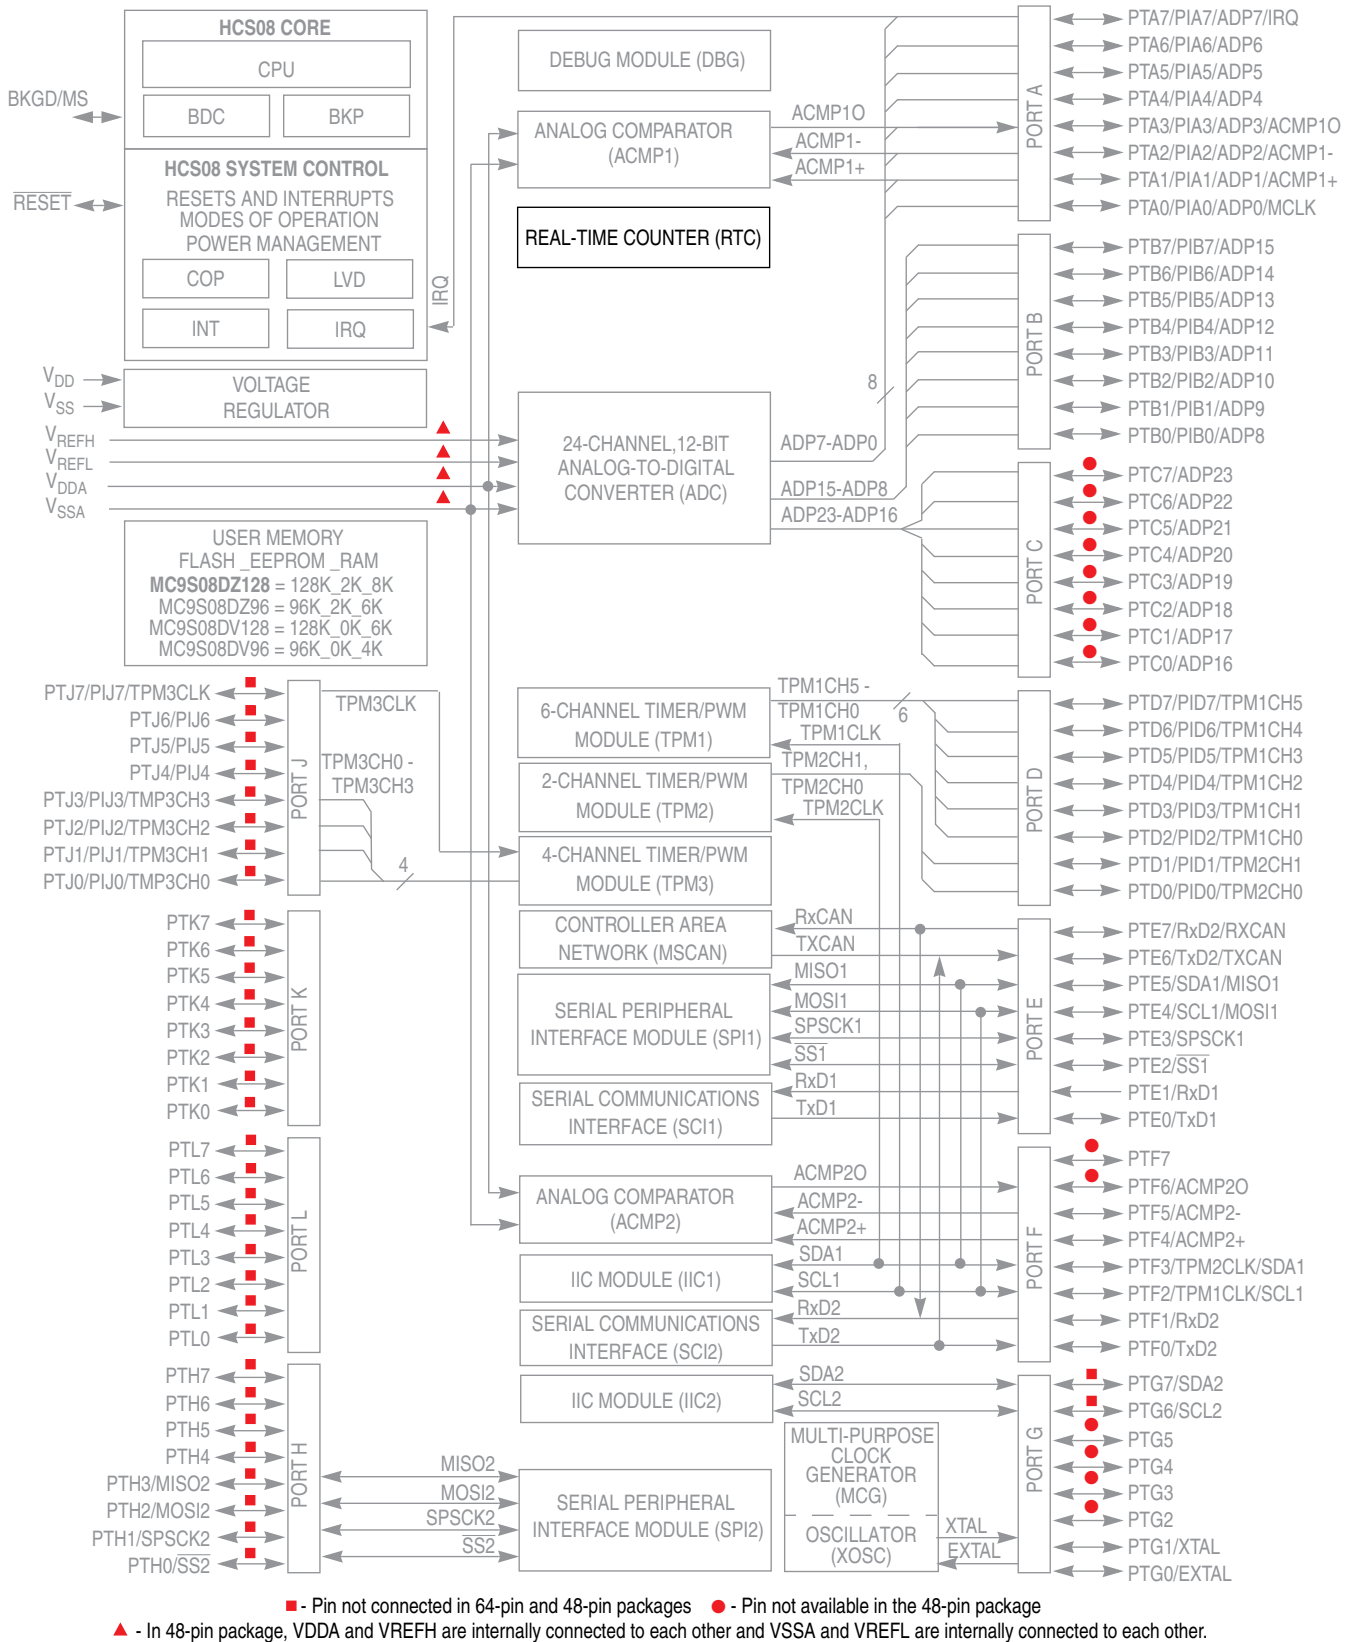 HCS08 CORE
CPU
BDC
BKP
BKGD/MS
HCS08 SYSTEM CONTROL
RESETS AND INTERRUPTS
MODES OF OPERATION
POWER MANAGEMENT
COP
LVD
INT
IRQ
RESET
IRQ
VDD
VSS
VOLTAGE
REGULATOR
VREFH
VREFL
VDDA
VSSA
USER MEMORY
FLASH _EEPROM _RAM
MC9S08DZ128 = 128K_2K_8K
MC9S08DZ96 = 96K_2K_6K
MC9S08DV128 = 128K_0K_6K
MC9S08DV96 = 96K_0K_4K
DEBUG MODULE (DBG)
ANALOG COMPARATOR
(ACMP1)
ACMP1O
ACMP1-
ACMP1+
REAL-TIME COUNTER (RTC)
24-CHANNEL,12-BIT
ANALOG-TO-DIGITAL
CONVERTER (ADC)
8
ADP7-ADP0
ADP15-ADP8
ADP23-ADP16
PORT A
PTA7/PIA7/ADP7/IRQ
PTA6/PIA6/ADP6
PTA5/PIA5/ADP5
PTA4/PIA4/ADP4
PTA3/PIA3/ADP3/ACMP1O
PTA2/PIA2/ADP2/ACMP1-
PTA1/PIA1/ADP1/ACMP1+
PTA0/PIA0/ADP0/MCLK
PORT B
PTB7/PIB7/ADP15
PTB6/PIB6/ADP14
PTB5/PIB5/ADP13
PTB4/PIB4/ADP12
PTB3/PIB3/ADP11
PTB2/PIB2/ADP10
PTB1/PIB1/ADP9
PTB0/PIB0/ADP8
PORT C
PTC7/ADP23
PTC6/ADP22
PTC5/ADP21
PTC4/ADP20
PTC3/ADP19
PTC2/ADP18
PTC1/ADP17
PTC0/ADP16
PTJ7/PIJ7/TPM3CLK
PTJ6/PIJ6
PTJ5/PIJ5
PTJ4/PIJ4
PTJ3/PIJ3/TMP3CH3
PTJ2/PIJ2/TPM3CH2
PTJ1/PIJ1/TPM3CH1
PTJ0/PIJ0/TMP3CH0
PORT J
TPM3CLK
TPM3CH0 -
TPM3CH3
4
6-CHANNEL TIMER/PWM
MODULE (TPM1)
TPM1CH5 -
TPM1CH0
6
TPM1CLK
2-CHANNEL TIMER/PWM
MODULE (TPM2)
TPM2CH1,
TPM2CH0
TPM2CLK
4-CHANNEL TIMER/PWM
MODULE (TPM3)
PORT D
PTD7/PID7/TPM1CH5
PTD6/PID6/TPM1CH4
PTD5/PID5/TPM1CH3
PTD4/PID4/TPM1CH2
PTD3/PID3/TPM1CH1
PTD2/PID2/TPM1CH0
PTD1/PID1/TPM2CH1
PTD0/PID0/TPM2CH0
PTK7
PTK6
PTK5
PTK4
PTK3
PTK2
PTK1
PTK0
PORT K
CONTROLLER AREA
NETWORK (MSCAN)
RxCAN
TXCAN
SERIAL PERIPHERAL
INTERFACE MODULE (SPI1)
MISO1
MOSI1
SPSCK1
SS1
SERIAL COMMUNICATIONS
INTERFACE (SCI1)
RxD1
TxD1
PORT E
PTE7/RxD2/RXCAN
PTE6/TxD2/TXCAN
PTE5/SDA1/MISO1
PTE4/SCL1/MOSI1
PTE3/SPSCK1
PTE2/SS1
PTE1/RxD1
PTE0/TxD1
PTL7
PTL6
PTL5
PTL4
PTL3
PTL2
PTL1
PTL0
PORT L
ANALOG COMPARATOR
(ACMP2)
ACMP2O
ACMP2-
ACMP2+
IIC MODULE (IIC1)
SDA1
SCL1
SERIAL COMMUNICATIONS
INTERFACE (SCI2)
RxD2
TxD2
PORT F
PTF7
PTF6/ACMP2O
PTF5/ACMP2-
PTF4/ACMP2+
PTF3/TPM2CLK/SDA1
PTF2/TPM1CLK/SCL1
PTF1/RxD2
PTF0/TxD2
PTH7
PTH6
PTH5
PTH4
PTH3/MISO2
PTH2/MOSI2
PTH1/SPSCK2
PTH0/SS2
PORT H
MISO2
MOSI2
SPSCK2
SS2
IIC MODULE (IIC2)
SDA2
SCL2
SERIAL PERIPHERAL
INTERFACE MODULE (SPI2)
MULTI-PURPOSE
CLOCK
GENERATOR
(MCG)
OSCILLATOR
(XOSC)
XTAL
EXTAL
PORT G
PTG7/SDA2
PTG6/SCL2
PTG5
PTG4
PTG3
PTG2
PTG1/XTAL
PTG0/EXTAL
- Pin not connected in 64-pin and 48-pin packages
- Pin not available in the 48-pin package
- In 48-pin package, VDDA and VREFH are internally connected to each other and VSSA and VREFL are internally connected to each other.